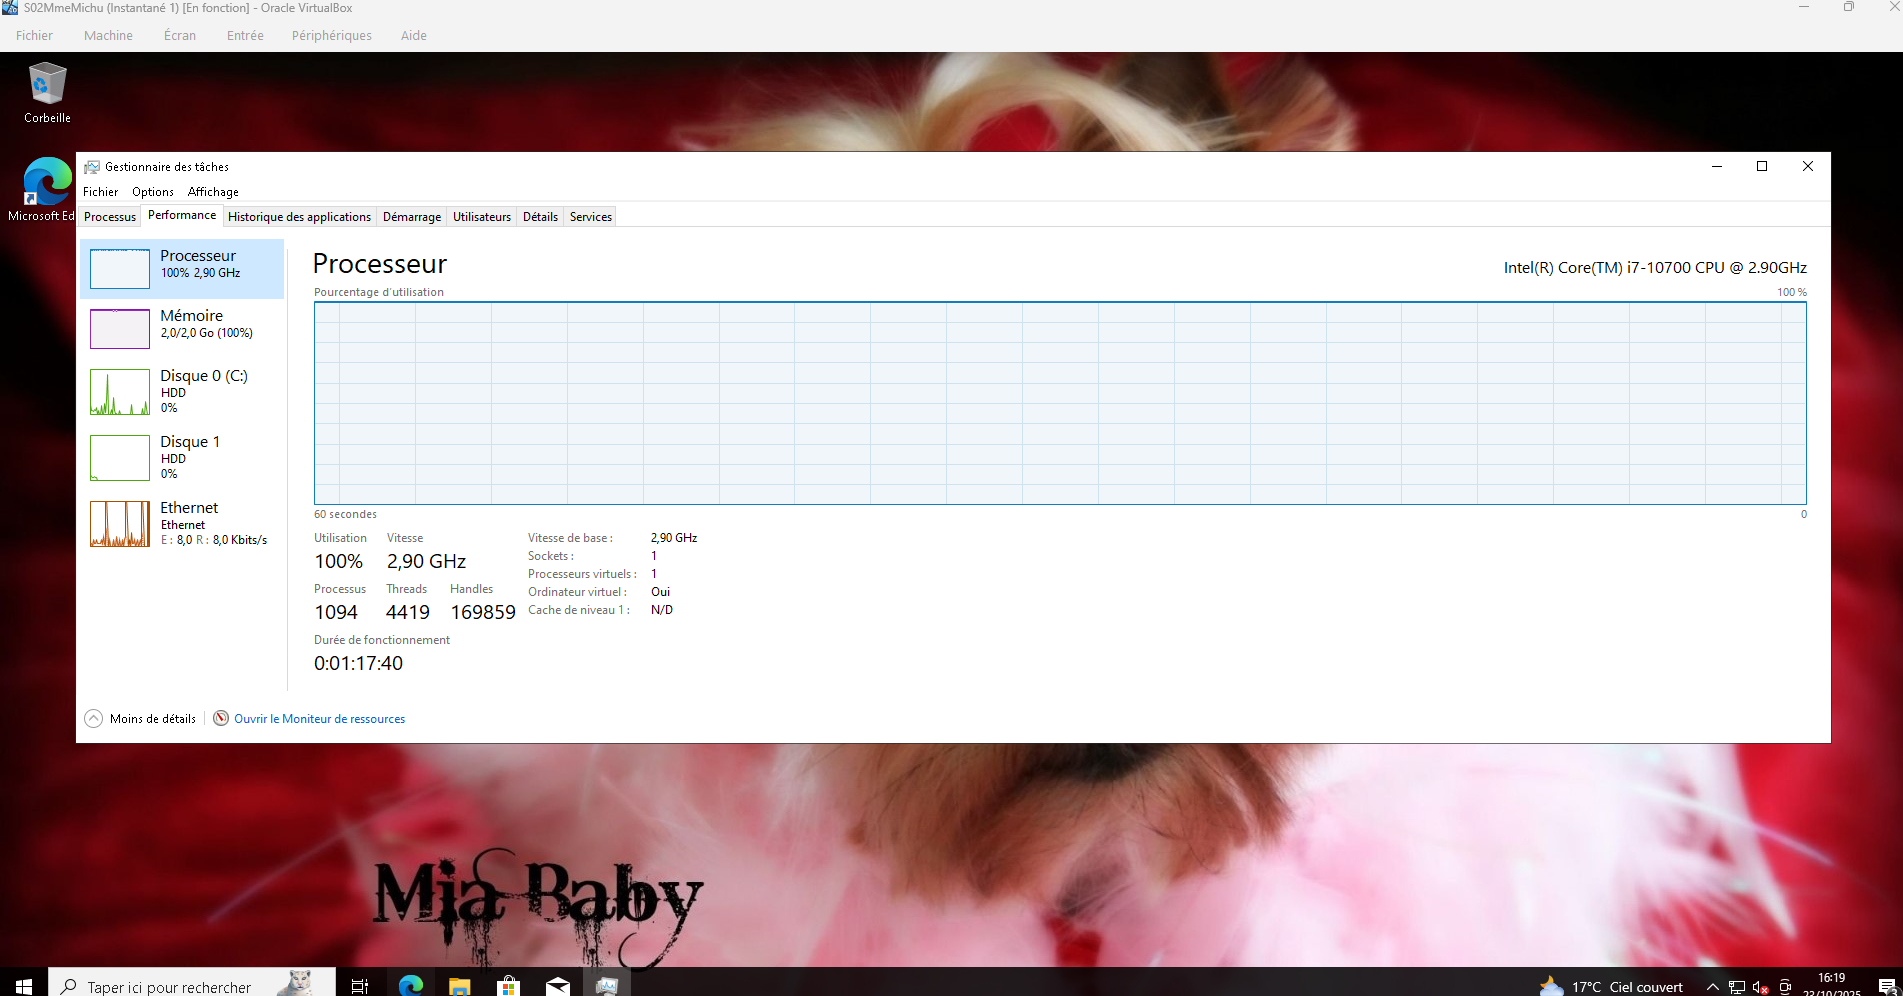 S02MmeMichu (Instantané 1) [En fonction] - Oracle VirtualBox
Fichier Machine Écran Entrée Périphériques Aide
Corbeille
Microsoft Ed
Gestionnaire des tâches
Fichier Options Affichage
Processus Performance Historique des applications Démarrage Utilisateurs Détails Services
Processeur
100% 2,90 GHz
Mémoire
2,0/2,0 Go (100%)
Disque 0 (C:)
HDD
0%
Disque 1
HDD
0%
Ethernet
Ethernet
E : 8,0 R : 8,0 Kbits/s
Processeur
Intel(R) Core(TM) i7-10700 CPU @ 2.90GHz
Pourcentage d'utilisation 100 %
60 secondes 0
Utilisation Vitesse
100% 2,90 GHz
Processus Threads Handles
1094 4419 169859
Durée de fonctionnement
0:01:17:40
Vitesse de base : 2,90 GHz
Sockets : 1
Processeurs virtuels : 1
Ordinateur virtuel : Oui
Cache de niveau 1 : N/D
Moins de détails Ouvrir le Moniteur de ressources
Mia Baby
Taper ici pour rechercher
17°C Ciel couvert
16:19
23/10/2025
3